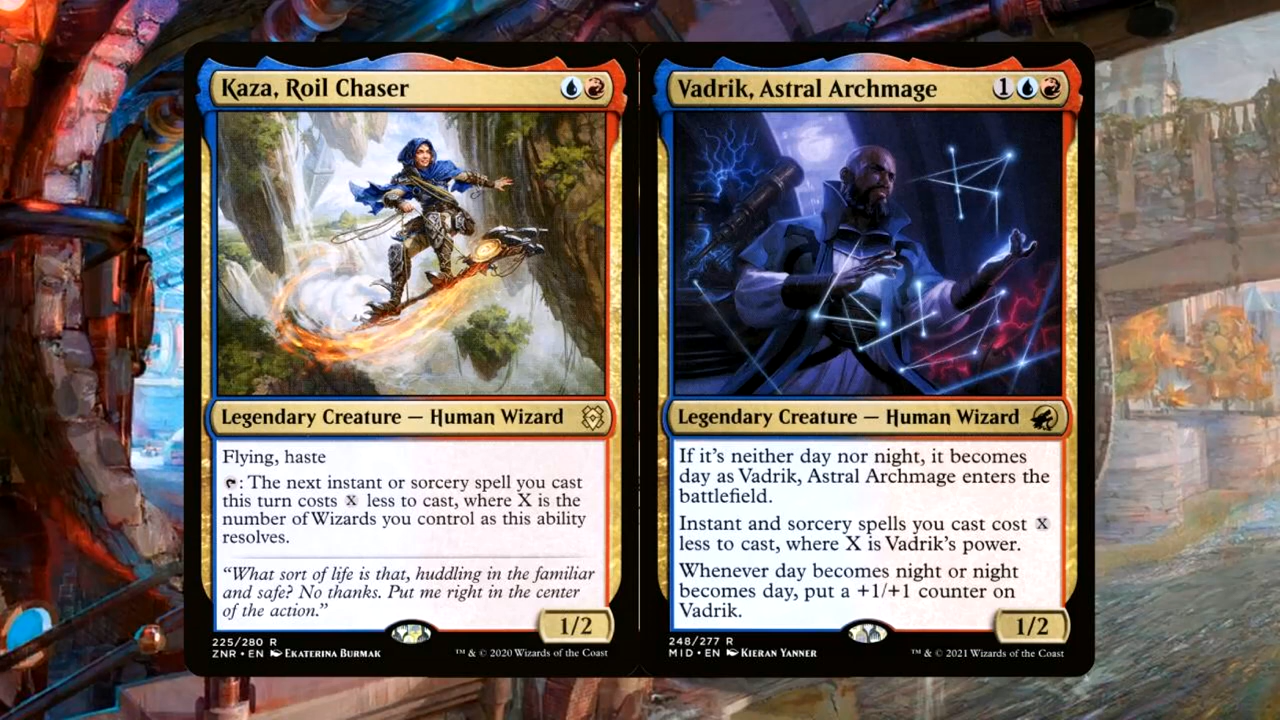 Kaza, Roil Chaser
Legendary Creature — Human Wizard
Flying, haste
: The next instant or sorcery spell you cast
this turn costs X less to cast, where X is the
number of Wizards you control as this ability
resolves.
“What sort of life is that, huddling in the familiar
and safe? No thanks. Put me right in the center
of the action.”
1/2
225/280 R
ZNR • EN Ekaterina Burmak
™ & © 2020 Wizards of the Coast
Vadrik, Astral Archmage 1
Legendary Creature — Human Wizard
If it’s neither day nor night, it becomes
day as Vadrik, Astral Archmage enters the
battlefield.
Instant and sorcery spells you cast cost X
less to cast, where X is Vadrik’s power.
Whenever day becomes night or night
becomes day, put a +1/+1 counter on
Vadrik.
1/2
248/277 R
MID • EN Kieran Yanner
™ & © 2021 Wizards of the Coast